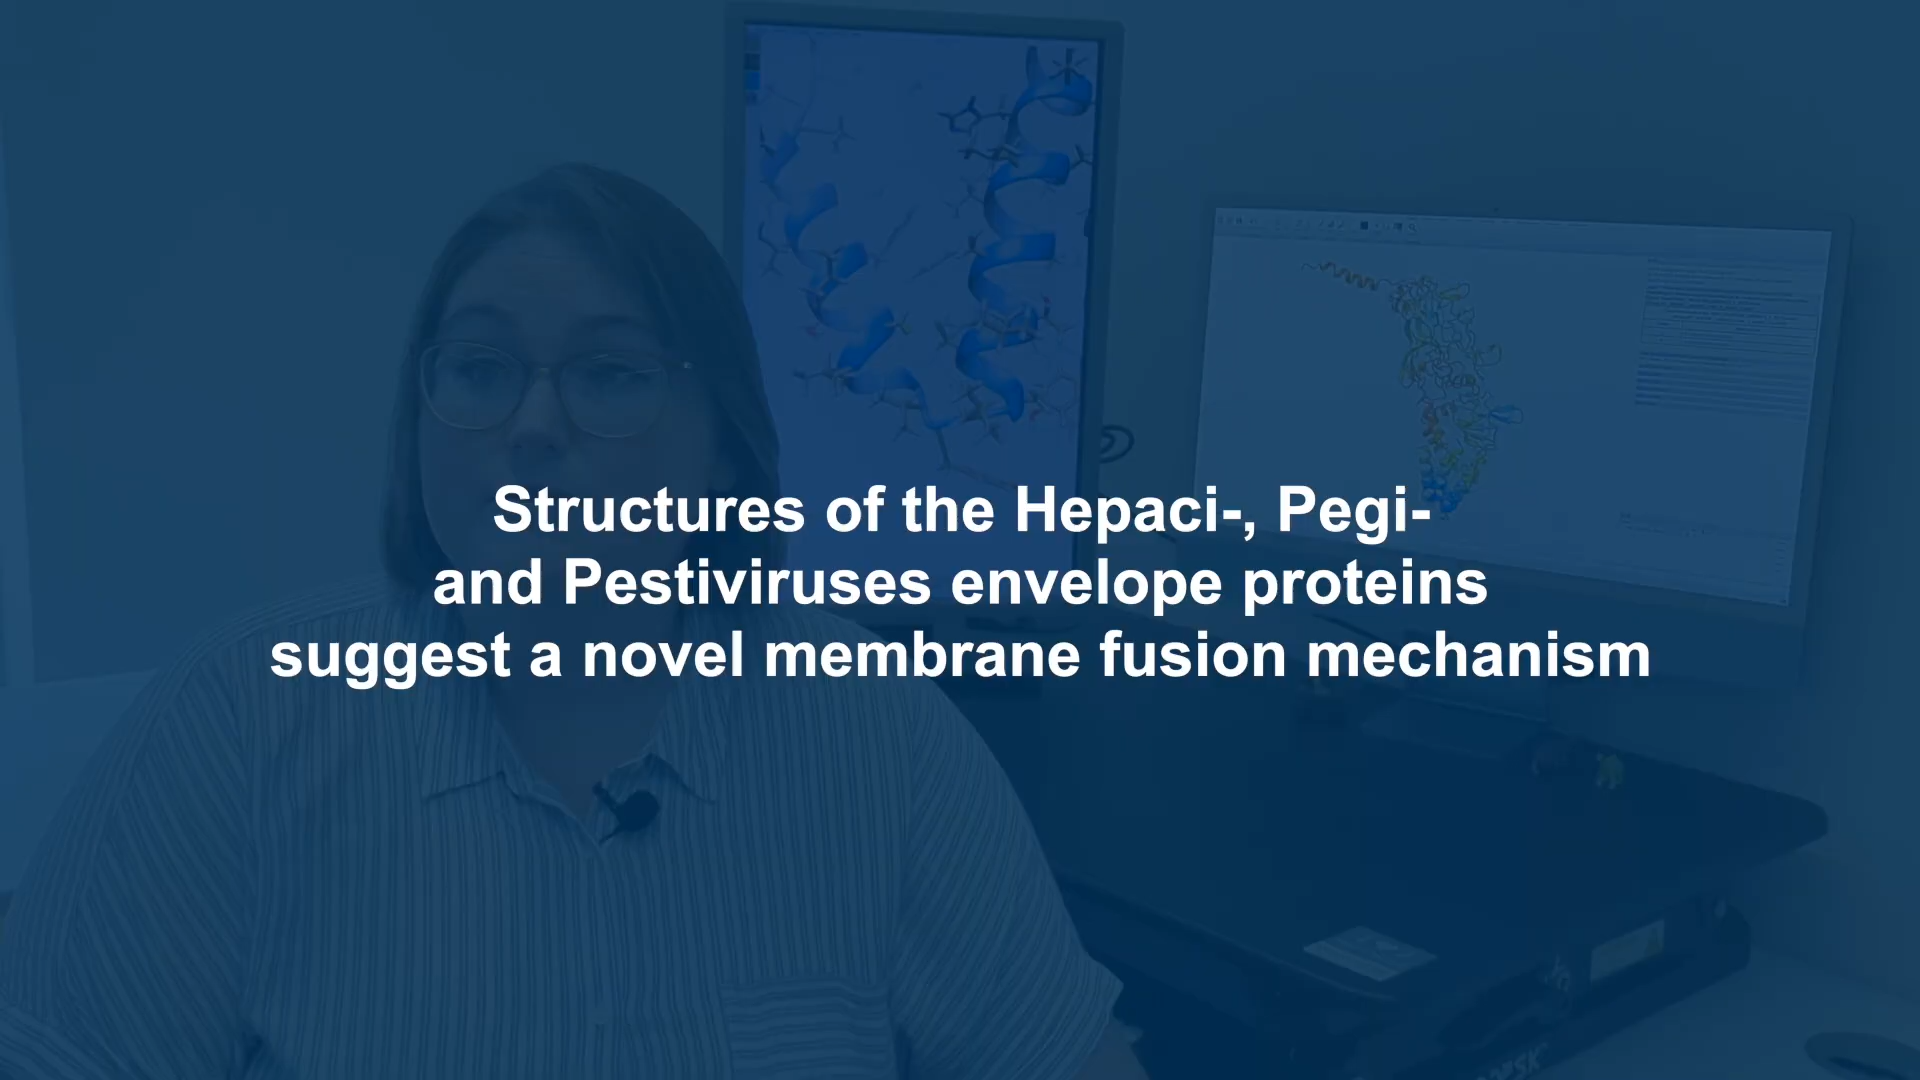 Structures of the Hepaci-, Pegi-
and Pestiviruses envelope proteins
suggest a novel membrane fusion mechanism